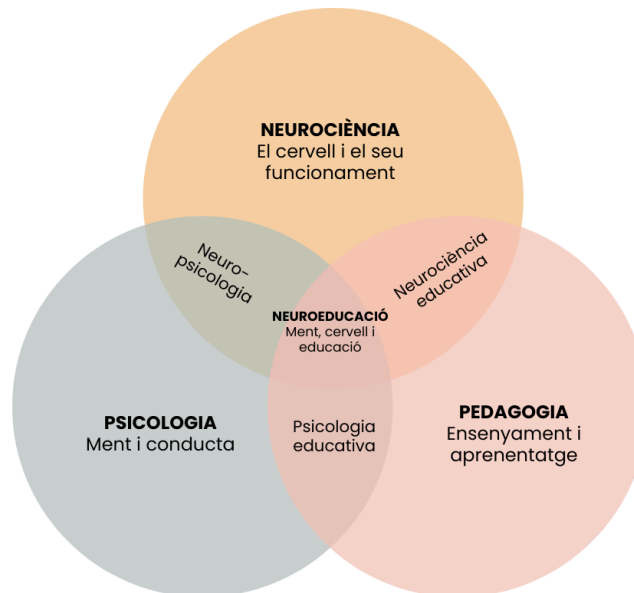 NEUROCIÈNCIA
El cervell i el seu
funcionament
Neuro-
psicologia
Neurociència
educativa
NEUROEDUCACIÓ
Ment, cervell i
educació
PSICOLOGIA
Ment i conducta
Psicologia
educativa
PEDAGOGIA
Ensenyament i
aprenentatge